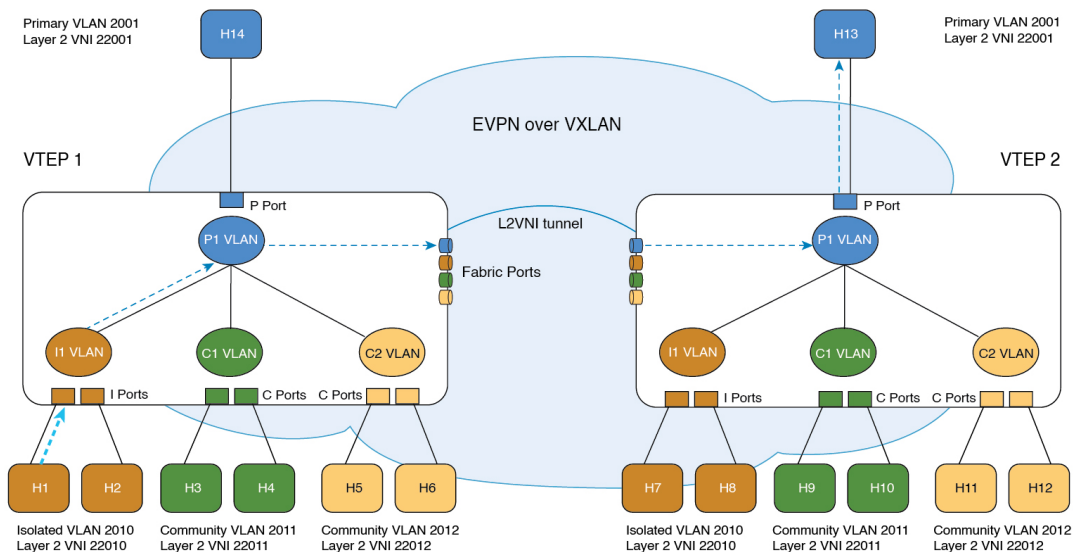 Primary VLAN 2001
Layer 2 VNI 22001
H14
H13
Primary VLAN 2001
Layer 2 VNI 22001
EVPN over VXLAN
VTEP 1
VTEP 2
P Port
P Port
L2VNI tunnel
P1 VLAN
P1 VLAN
Fabric Ports
I1 VLAN
C1 VLAN
C2 VLAN
I1 VLAN
C1 VLAN
C2 VLAN
I Ports
C Ports
C Ports
I Ports
C Ports
C Ports
H1
H2
H3
H4
H5
H6
H7
H8
H9
H10
H11
H12
Isolated VLAN 2010
Layer 2 VNI 22010
Community VLAN 2011
Layer 2 VNI 22011
Community VLAN 2012
Layer 2 VNI 22012
Isolated VLAN 2010
Layer 2 VNI 22010
Community VLAN 2011
Layer 2 VNI 22011
Community VLAN 2012
Layer 2 VNI 22012